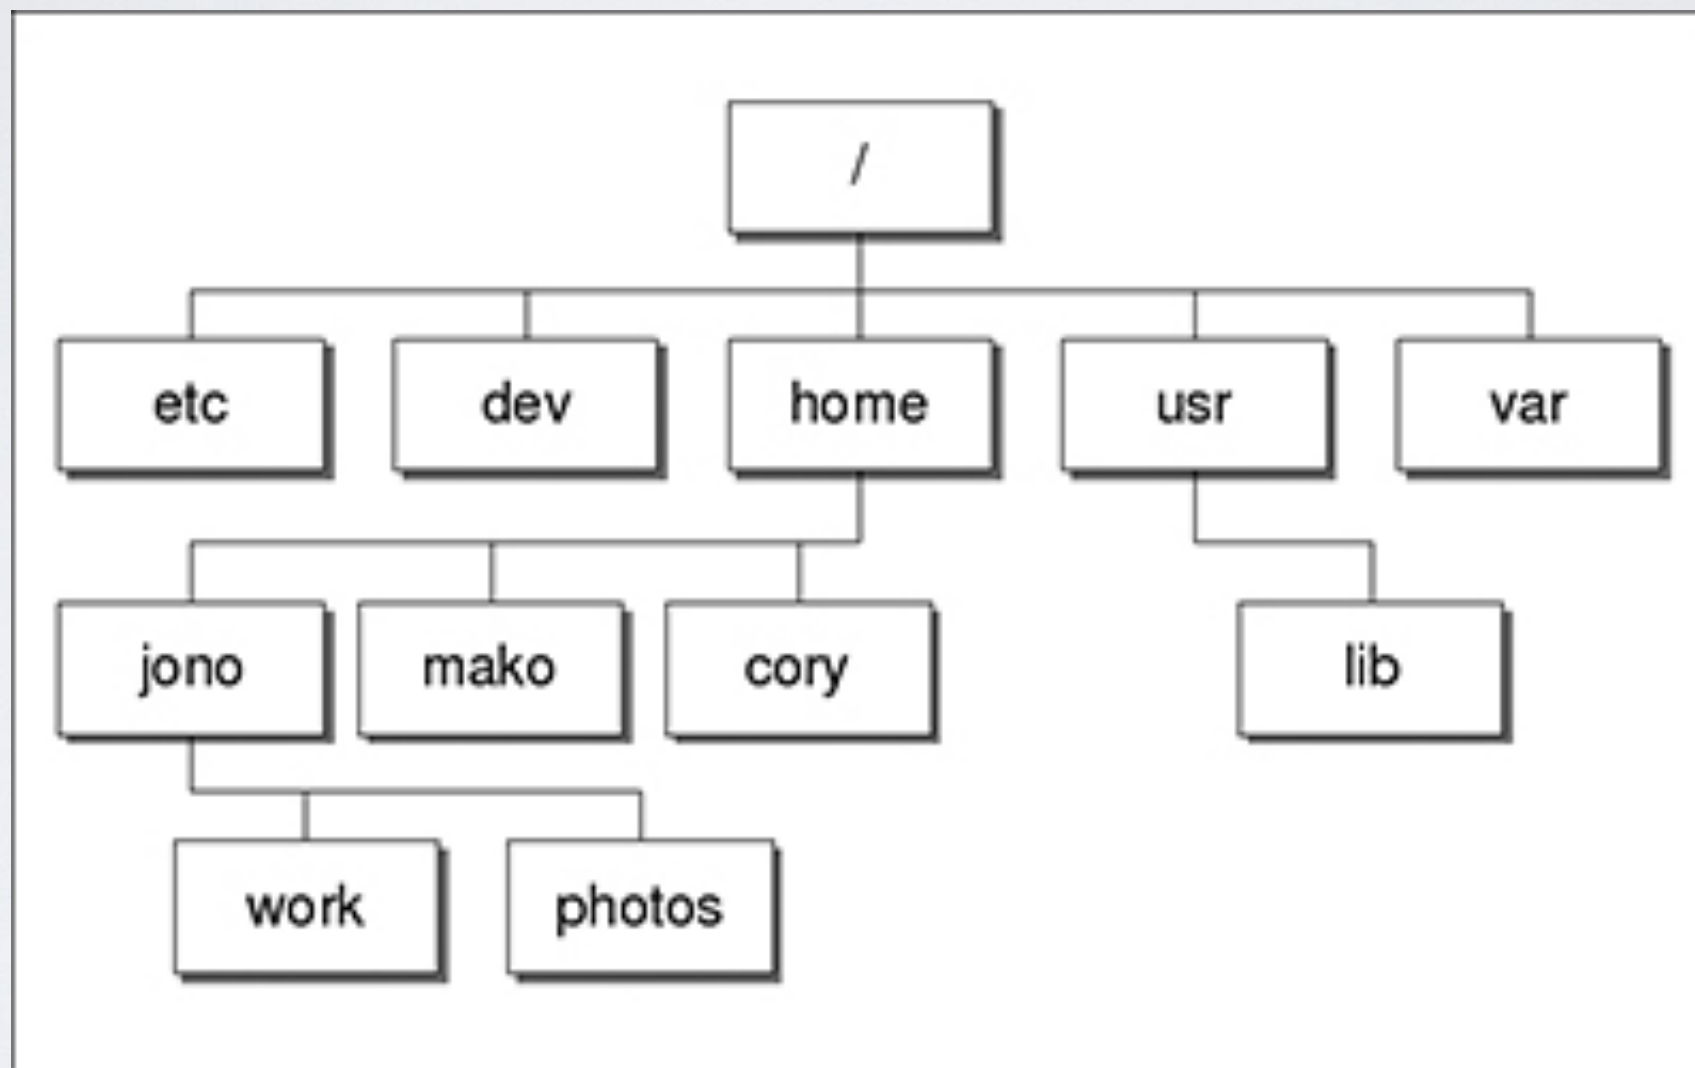 /
etc dev home usr var
jono mako cory lib
work photos